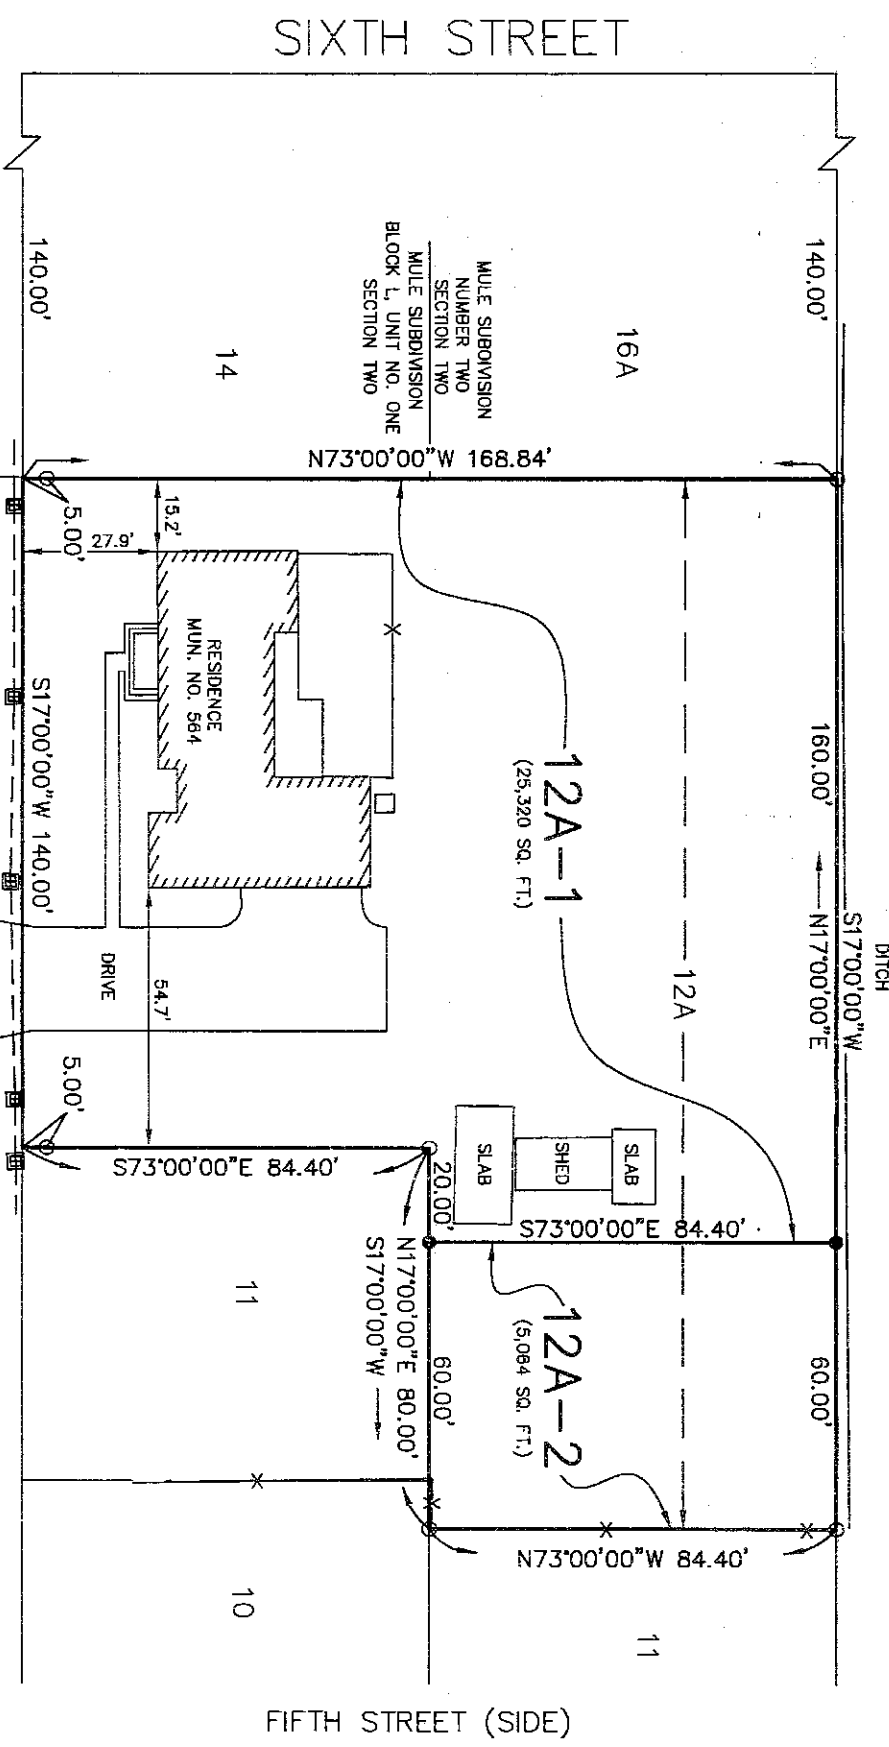 SIXTH STREET
140.00'
140.00'
MULE SUBDIVISION
NUMBER TWO
SECTION TWO
MULE SUBDIVISION
BLOCK L, UNIT NO. ONE
SECTION TWO
16A
14
N73°00'00"W 168.84'
15.2'
5.00'
27.9'
RESIDENCE
MUN. NO. 564
S17°00'00"W 140.00'
12A-1
(25,320 SQ. FT.)
160.00'
DITCH
S17°00'00"W
N17°00'00"E
12A
DRIVE
54.7'
5.00'
SLAB
SHED
SLAB
S73°00'00"E 84.40'
20.00'
S73°00'00"E 84.40'
N17°00'00"E 80.00'
S17°00'00"W
11
12A-2
(5,064 SQ. FT.)
60.00'
60.00'
N73°00'00"W 84.40'
10
11
FIFTH STREET (SIDE)